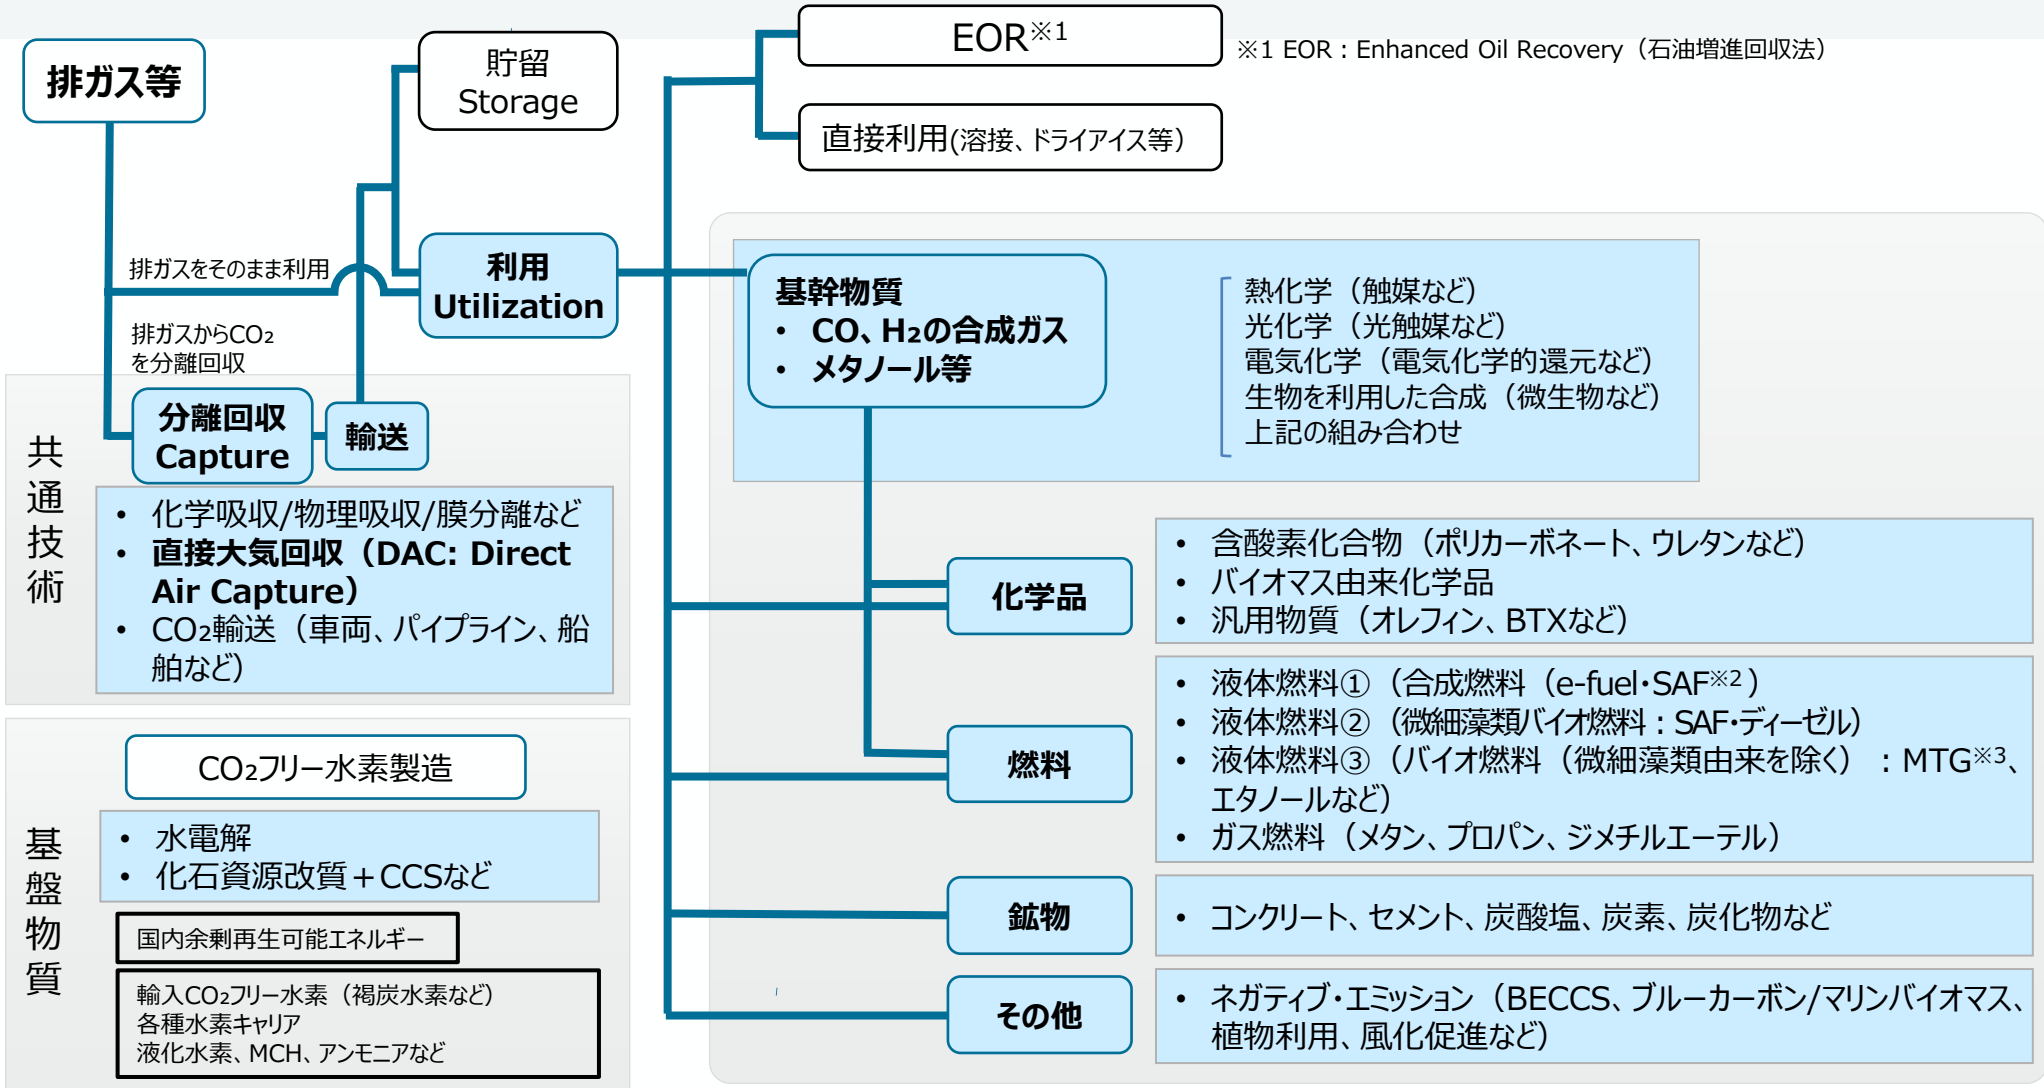 排ガス等
貯留
Storage
EOR※1
※1 EOR：Enhanced Oil Recovery（石油増進回収法）
直接利用(溶接、ドライアイス等）
排ガスをそのまま利用
利用
Utilization
排ガスからCO₂
を分離回収
基幹物質
• CO、H₂の合成ガス
• メタノール等
熱化学（触媒など）
光化学（光触媒など）
電気化学（電気化学的還元など）
生物を利用した合成（微生物など）
上記の組み合わせ
共通技術
分離回収
Capture
輸送
• 化学吸収/物理吸収/膜分離など
• 直接大気回収（DAC: Direct
Air Capture）
• CO₂輸送（車両、パイプライン、船
舶など）
化学品
• 含酸素化合物（ポリカーボネート、ウレタンなど）
• バイオマス由来化学品
• 汎用物質（オレフィン、BTXなど）
燃料
• 液体燃料①（合成燃料（e-fuel・SAF※2）
• 液体燃料②（微細藻類バイオ燃料：SAF・ディーゼル）
• 液体燃料③（バイオ燃料（微細藻類由来を除く）：MTG※3、
エタノールなど）
• ガス燃料（メタン、プロパン、ジメチルエーテル）
鉱物
• コンクリート、セメント、炭酸塩、炭素、炭化物など
その他
• ネガティブ・エミッション（BECCS、ブルーカーボン/マリンバイオマス、
植物利用、風化促進など）
基盤物質
CO₂フリー水素製造
• 水電解
• 化石資源改質＋CCSなど
国内余剰再生可能エネルギー
輸入CO₂フリー水素（褐炭水素など）
各種水素キャリア
液化水素、MCH、アンモニアなど